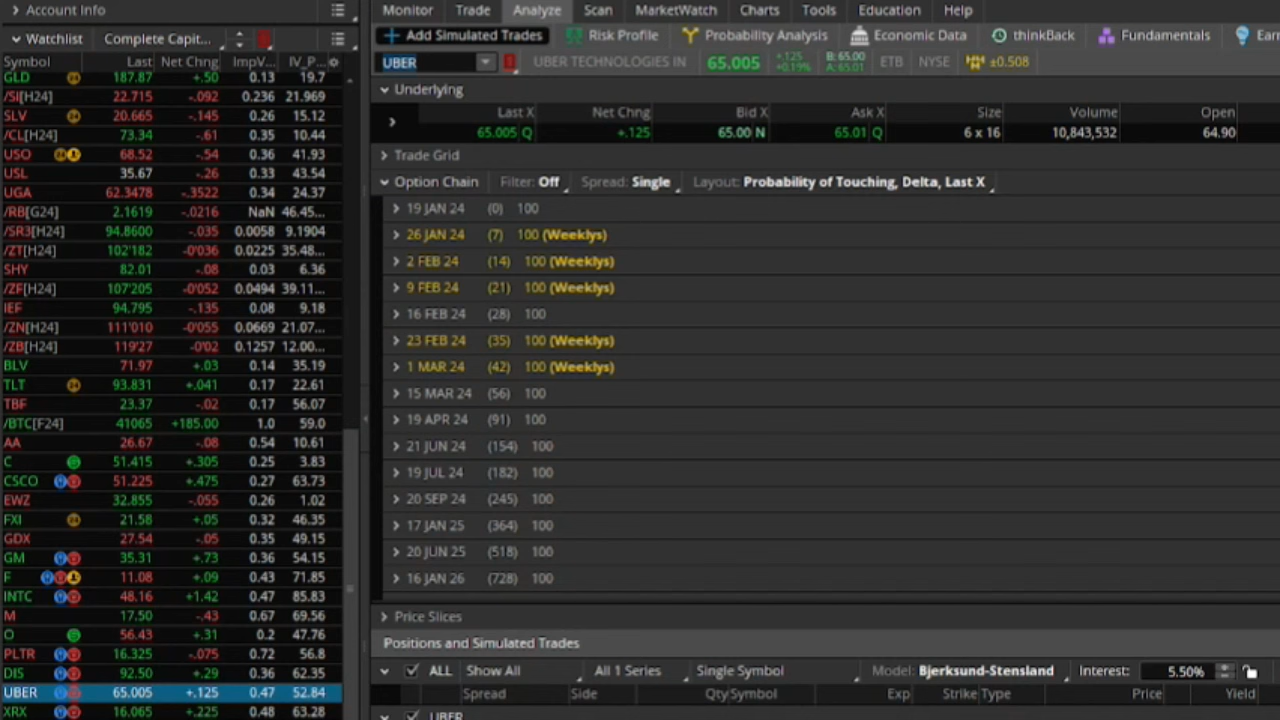 Account Info
Watchlist Complete Capit...
Symbol Last Net Chng ImpV... IV_P...
GLD 187.87 +.50 0.13 19.7
/SI[H24] 22.715 -.092 0.236 21.969
SLV 20.665 -.145 0.26 15.12
/CL[H24] 73.34 -.61 0.35 10.44
USO 68.52 -.54 0.36 41.93
USL 35.67 -.26 0.33 43.54
UGA 62.3478 -.3522 0.34 24.37
/RB[G24] 2.1619 -.0216 NaN 46.45...
/SR3[H24] 94.8600 -.035 0.0058 9.1904
/ZT[H24] 102'182 -0'036 0.0225 35.48...
SHY 82.01 -.08 0.03 6.36
/ZF[H24] 107'205 -0'052 0.0494 39.11...
IEF 94.795 -.135 0.08 9.18
/ZN[H24] 111'010 -0'055 0.0669 21.07...
/ZB[H24] 119'27 -0'02 0.1257 12.00...
BLV 71.97 +.03 0.14 35.19
TLT 93.831 +.041 0.17 22.61
TBF 23.37 -.02 0.17 56.07
/BTC[F24] 41065 +185.00 1.0 59.0
AA 26.67 -.08 0.54 10.61
C 51.415 +.305 0.25 3.83
CSCO 51.225 +.475 0.27 63.73
EWZ 32.855 -.055 0.26 1.02
FXI 21.58 +.05 0.32 46.35
GDX 27.54 -.05 0.35 49.15
GM 35.31 +.73 0.36 54.15
F 11.08 +.09 0.43 71.85
INTC 48.16 +1.42 0.47 85.83
M 17.50 -.43 0.67 69.56
O 56.43 +.31 0.2 47.76
PLTR 16.325 -.075 0.72 56.8
DIS 92.50 +.29 0.36 62.35
UBER 65.005 +.125 0.47 52.84
XRX 16.065 +.225 0.48 63.28
Monitor Trade Analyze Scan MarketWatch Charts Tools Education Help
Add Simulated Trades Risk Profile Probability Analysis Economic Data thinkBack Fundamentals Earn
UBER UBER TECHNOLOGIES IN 65.005 +.125 +0.19% B: 65.00 A: 65.01 ETB NYSE ±0.508
Underlying
Last X Net Chng Bid X Ask X Size Volume Open
65.005 Q +.125 65.00 N 65.01 Q 6 x 16 10,843,532 64.90
Trade Grid
Option Chain Filter: Off Spread: Single Layout: Probability of Touching, Delta, Last X
19 JAN 24 (0) 100
26 JAN 24 (7) 100 (Weeklys)
2 FEB 24 (14) 100 (Weeklys)
9 FEB 24 (21) 100 (Weeklys)
16 FEB 24 (28) 100
23 FEB 24 (35) 100 (Weeklys)
1 MAR 24 (42) 100 (Weeklys)
15 MAR 24 (56) 100
19 APR 24 (91) 100
21 JUN 24 (154) 100
19 JUL 24 (182) 100
20 SEP 24 (245) 100
17 JAN 25 (364) 100
20 JUN 25 (518) 100
16 JAN 26 (728) 100
Price Slices
Positions and Simulated Trades
ALL Show All All 1 Series Single Symbol Model: Bjerksund-Stensland Interest: 5.50%
Spread Side Qty Symbol Exp Strike Type Price Yield
UBER